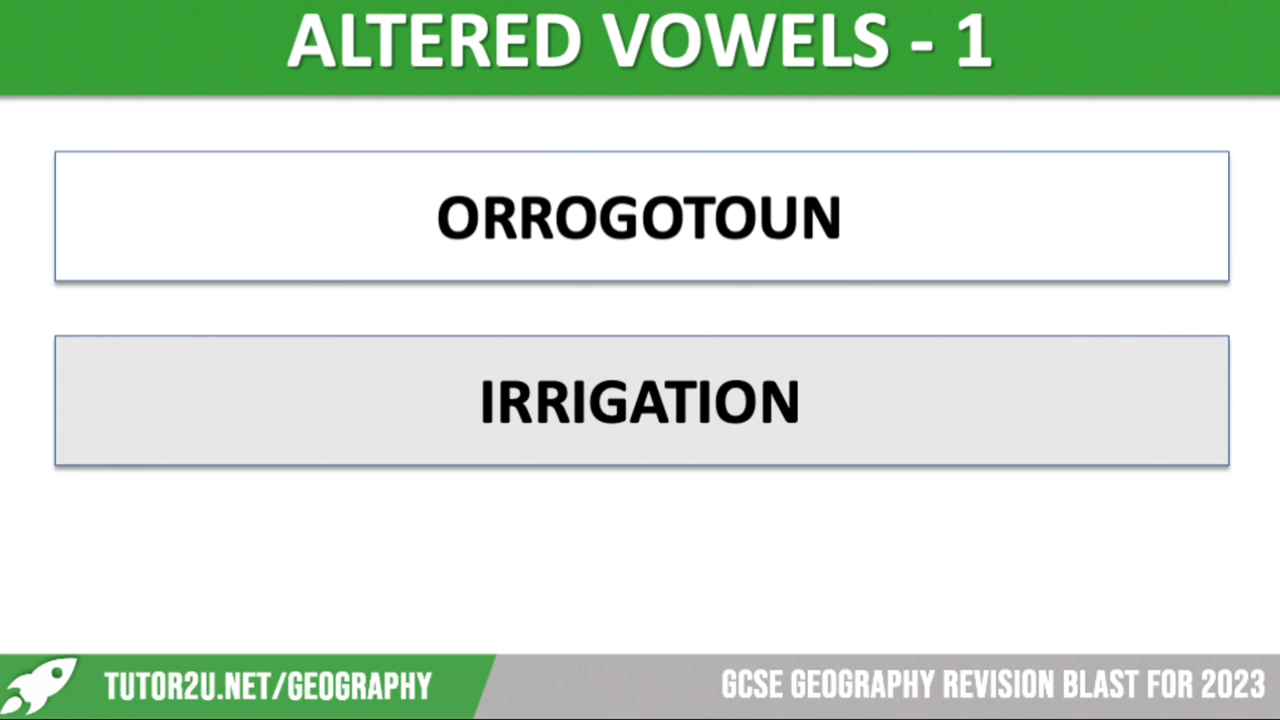 ALTERED VOWELS - 1
ORROGOTOUN
IRRIGATION
TUTOR2U.NET/GEOGRAPHY
GCSE GEOGRAPHY REVISION BLAST FOR 2023